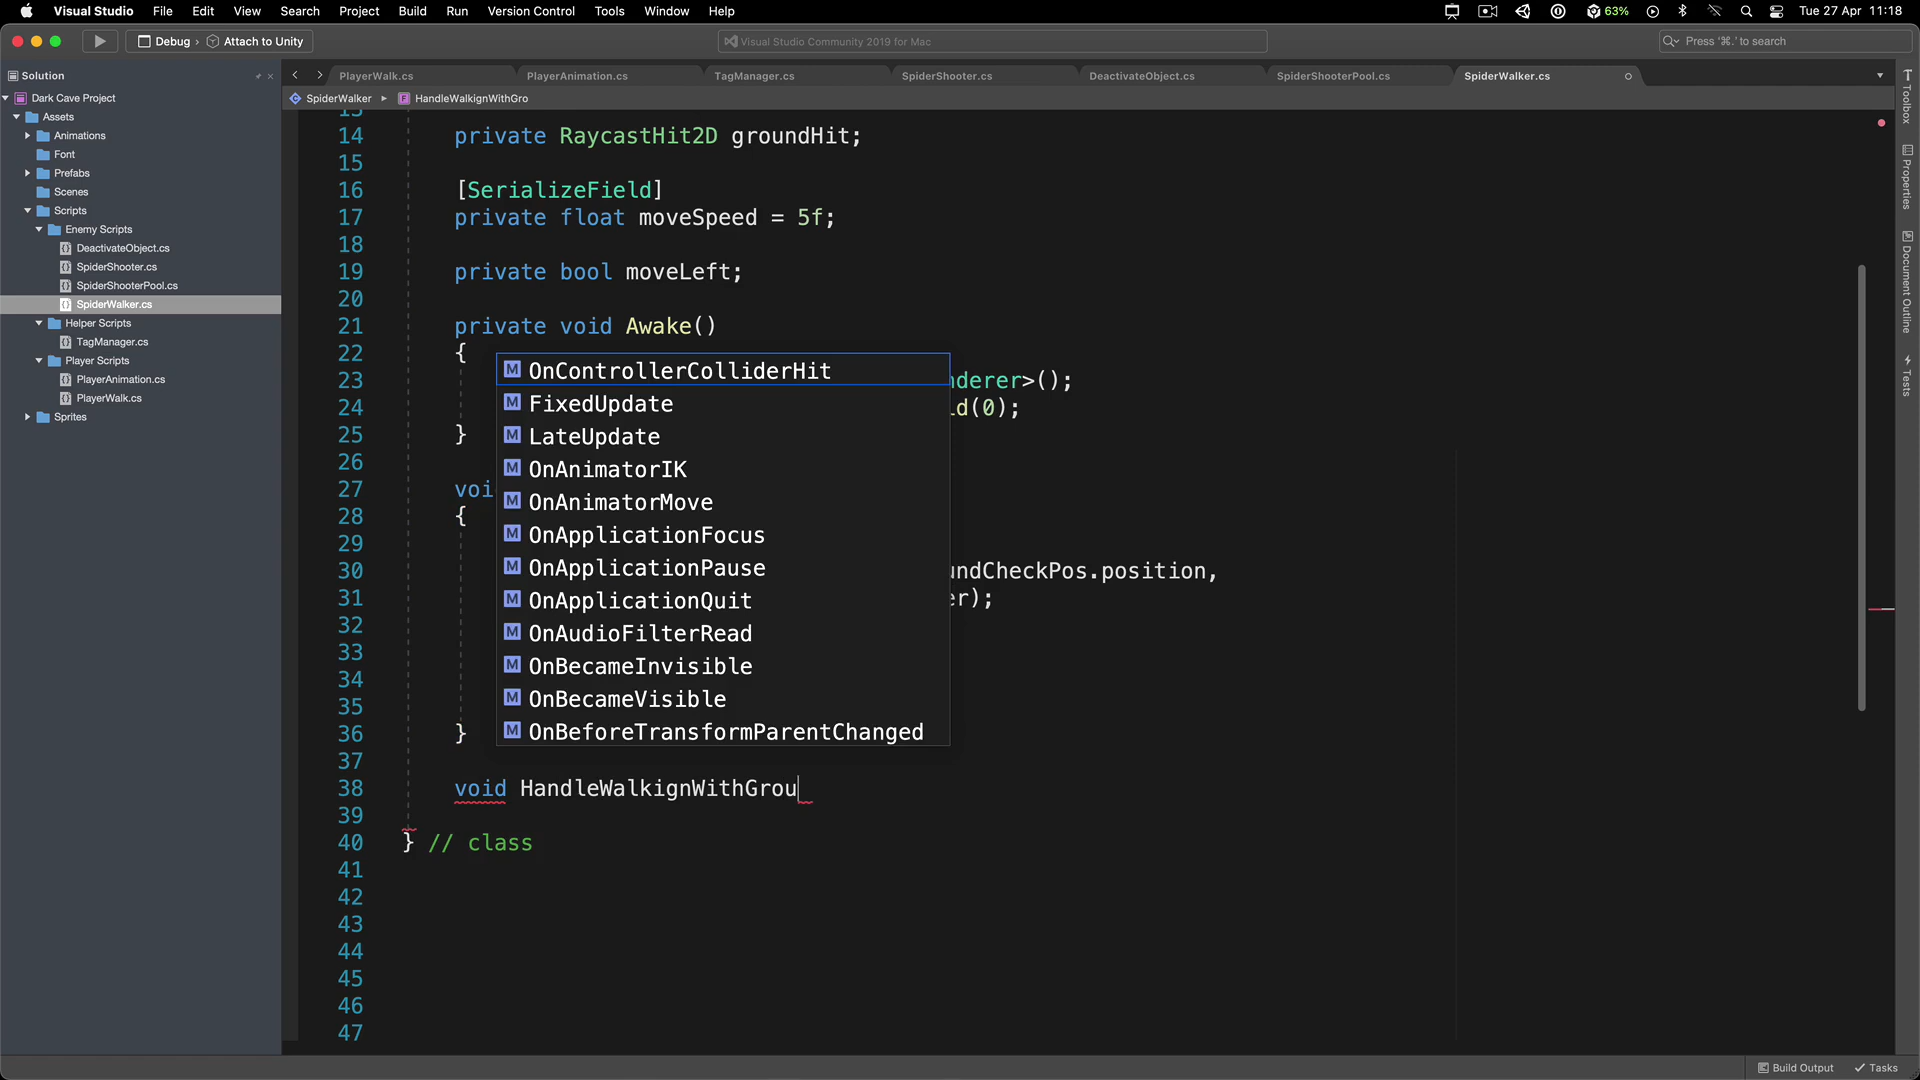 Visual Studio File Edit View Search Project Build Run Version Control Tools Window Help 63% Tue 27 Apr 11:18
Debug › Attach to Unity Visual Studio Community 2019 for Mac Press '⌘.' to search
Solution
PlayerWalk.cs PlayerAnimation.cs TagManager.cs SpiderShooter.cs DeactivateObject.cs SpiderShooterPool.cs SpiderWalker.cs
SpiderWalker ▸ HandleWalkignWithGro
Dark Cave Project
Assets
Animations
Font
Prefabs
Scenes
Scripts
Enemy Scripts
DeactivateObject.cs
SpiderShooter.cs
SpiderShooterPool.cs
SpiderWalker.cs
Helper Scripts
TagManager.cs
Player Scripts
PlayerAnimation.cs
PlayerWalk.cs
Sprites
13
14 private RaycastHit2D groundHit;
15
16 [SerializeField]
17 private float moveSpeed = 5f;
18
19 private bool moveLeft;
20
21 private void Awake()
22 {
23 nderer>();
24 ld(0);
25 }
26
27 voi
28 {
29
30 undCheckPos.position,
31 er);
32
33
34
35
36 }
37
38 void HandleWalkignWithGrou
39
40 } // class
41
42
43
44
45
46
47
OnControllerColliderHit
FixedUpdate
LateUpdate
OnAnimatorIK
OnAnimatorMove
OnApplicationFocus
OnApplicationPause
OnApplicationQuit
OnAudioFilterRead
OnBecameInvisible
OnBecameVisible
OnBeforeTransformParentChanged
Toolbox
Properties
Document Outline
Tests
Build Output Tasks